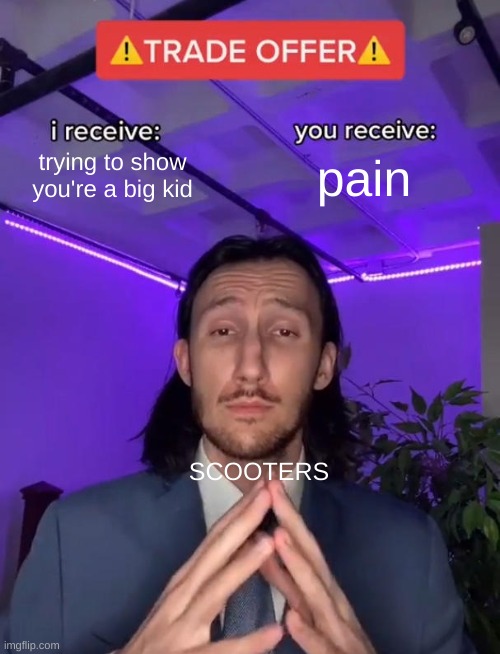 ⚠️TRADE OFFER⚠️
i receive:
you receive:
trying to show
you're a big kid
pain
SCOOTERS
imgflip.com